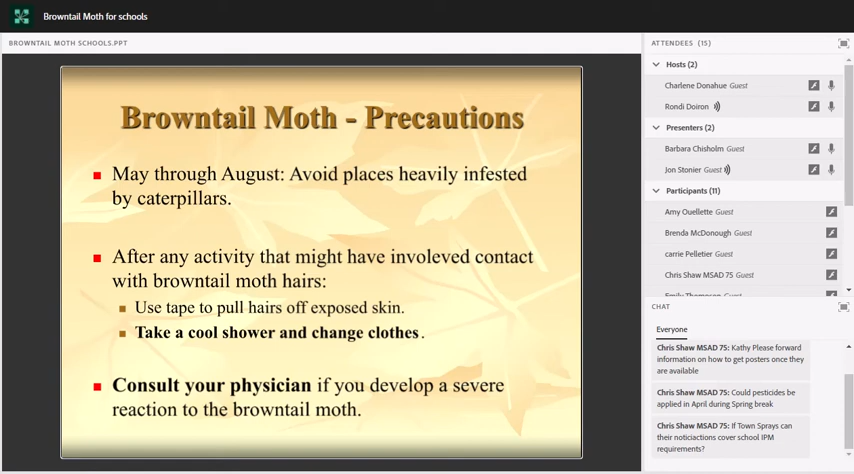 Browntail Moth for schools
BROWNTAIL MOTH SCHOOLS.PPT
Browntail Moth - Precautions
May through August: Avoid places heavily infested
by caterpillars.
After any activity that might have involeved contact
with browntail moth hairs:
Use tape to pull hairs off exposed skin.
Take a cool shower and change clothes.
Consult your physician if you develop a severe
reaction to the browntail moth.
ATTENDEES (15)
Hosts (2)
Charlene Donahue Guest
Rondi Doiron
Presenters (2)
Barbara Chisholm Guest
Jon Stonier Guest
Participants (11)
Amy Ouellette Guest
Brenda McDonough Guest
carrie Pelletier Guest
Chris Shaw MSAD 75 Guest
Emily Thompson Guest
CHAT
Everyone
Chris Shaw MSAD 75: Kathy Please forward
information on how to get posters once they
are available
Chris Shaw MSAD 75: Could pesticides be
applied in April during Spring break
Chris Shaw MSAD 75: If Town Sprays can
their noticiactions cover school IPM
requirements?